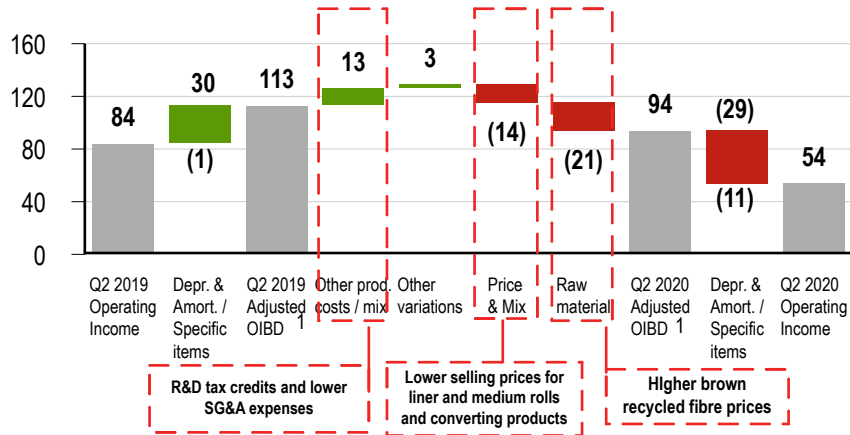 160
120
80
40
0
84
30
(1)
113
13
3
(14)
(21)
94
(29)
(11)
54
Q2 2019
Operating
Income
Depr. &
Amort. /
Specific
items
Q2 2019
Adjusted
OIBD 1
Other prod.
costs / mix
Other
variations
Price
& Mix
Raw
material
Q2 2020
Adjusted
OIBD 1
Depr. &
Amort. /
Specific
items
Q2 2020
Operating
Income
R&D tax credits and lower
SG&A expenses
Lower selling prices for
liner and medium rolls
and converting products
HIgher brown
recycled fibre prices